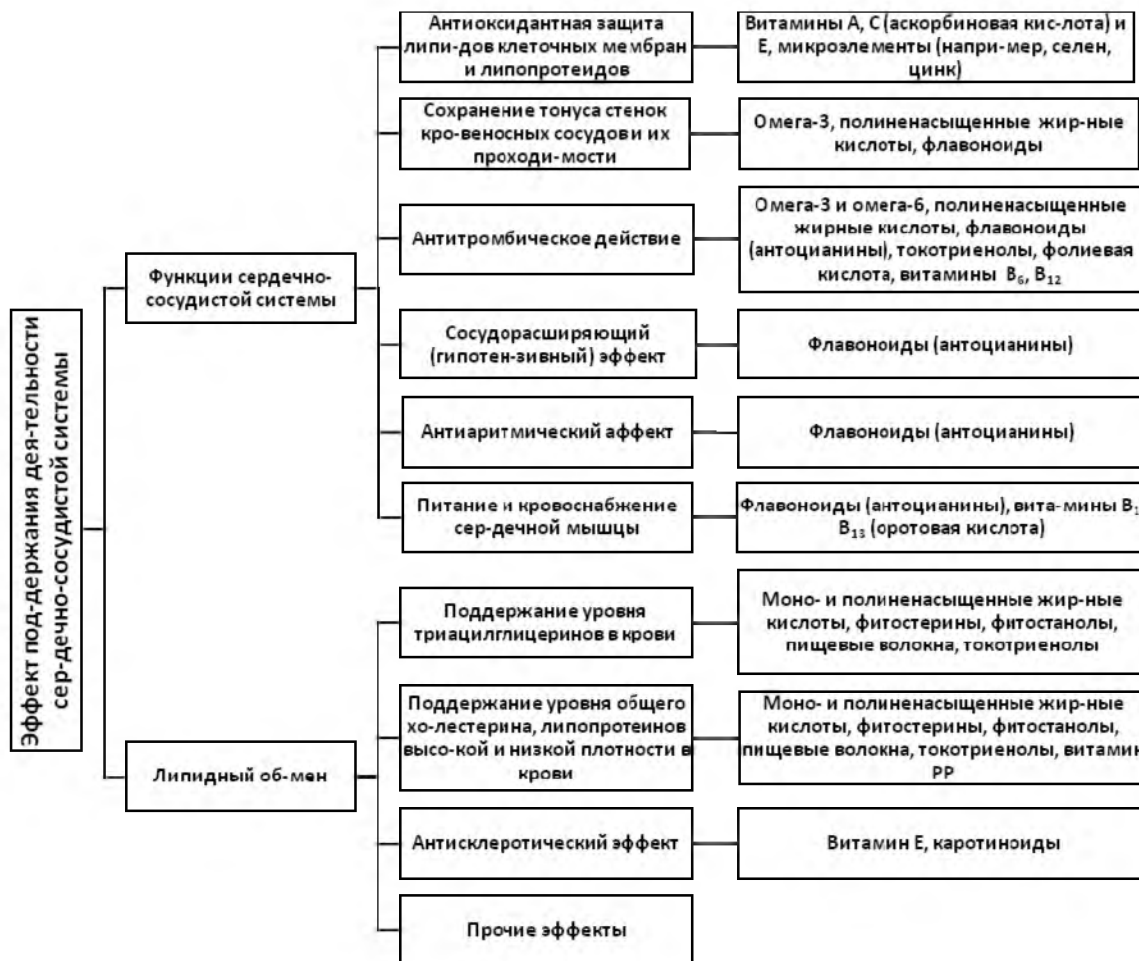 Эффект под-держания дея-тельности
сер-дечно-сосудистой системы
Функции сердечно-
сосудистой системы
Антиоксидантная защита
липи-дов клеточных мембран
и липопротеидов
Витамины А, С (аскорбиновая кис-лота) и
Е, микроэлементы (напри-мер, селен,
цинк)
Сохранение тонуса стенок
кро-веносных сосудов и их
проходи-мости
Омега-3, полиненасыщенные жир-ные
кислоты, флавоноиды
Антитромбическое действие
Омега-3 и омега-6, полиненасыщенные
жирные кислоты, флавоноиды
(антоцианины), токотриенолы, фолиевая
кислота, витамины В₆, В₁₂
Сосудорасширяющий
(гипотен-зивный) эффект
Флавоноиды (антоцианины)
Антиаритмический аффект
Флавоноиды (антоцианины)
Питание и кровоснабжение
сер-дечной мышцы
Флавоноиды (антоцианины), вита-мины В₁
В₁₃ (оротовая кислота)
Липидный об-мен
Поддержание уровня
триацилглицеринов в крови
Моно- и полиненасыщенные жир-ные
кислоты, фитостерины, фитостанолы,
пищевые волокна, токотриенолы
Поддержание уровня общего
хо-лестерина, липопротеинов
высо-кой и низкой плотности в
крови
Моно- и полиненасыщенные жир-ные
кислоты, фитостерины, фитостанолы,
пищевые волокна, токотриенолы, витамин
РР
Антисклеротический эффект
Витамин Е, каротиноиды
Прочие эффекты